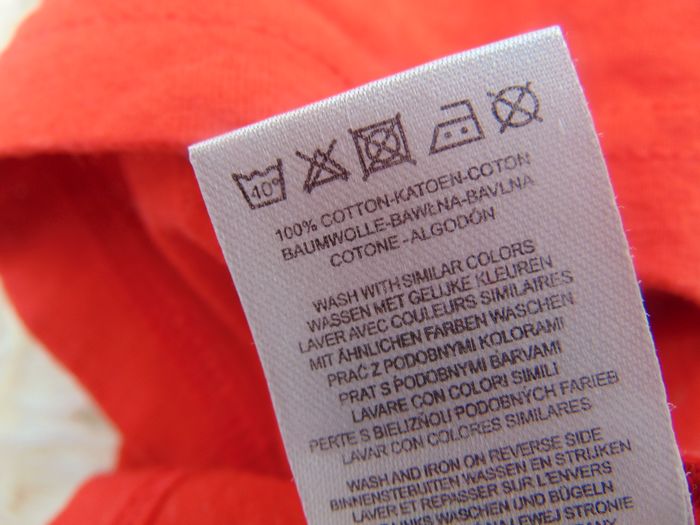 40°
100% COTTON-KATOEN-COTON
BAUMWOLLE-BAWEŁNA-BAVLNA
COTONE-ALGODÓN
WASH WITH SIMILAR COLORS
WASSEN MET GELIJKE KLEUREN
LAVER AVEC COULEURS SIMILAIRES
MIT ÄHNLICHEN FARBEN WASCHEN
PRAĆ Z PODOBNYMI KOLORAMI
PRAT S PODOBNÝMI BARVAMI
LAVARE CON COLORI SIMILI
PERTE S BIELIZŇOU PODOBNÝCH FARIEB
LAVAR CON COLORES SIMILARES
WASH AND IRON ON REVERSE SIDE
BINNENSTEBUITEN WASSEN EN STRIJKEN
LAVER ET REPASSER SUR L'ENVERS
LINKS WASCHEN UND BÜGELN
LEWEJ STRONIE